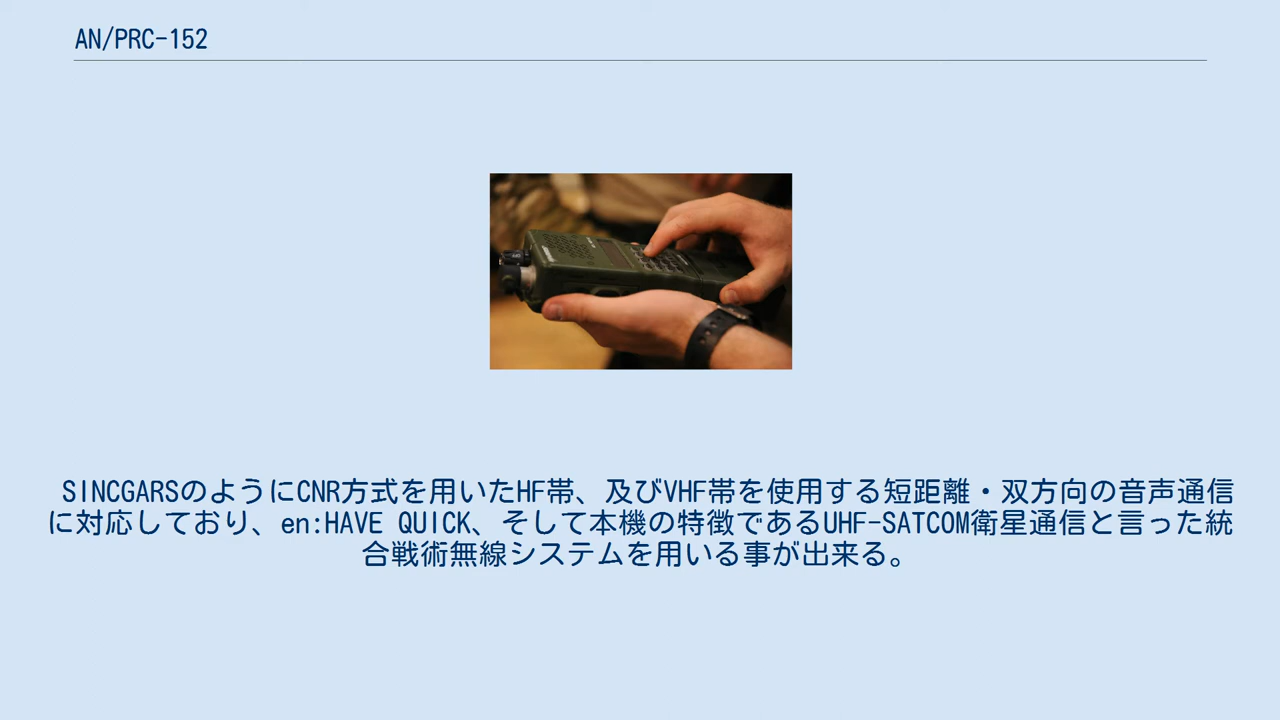 AN/PRC-152
SINCGARSのようにCNR方式を用いたHF帯、及びVHF帯を使用する短距離・双方向の音声通信
に対応しており、en:HAVE QUICK、そして本機の特徴であるUHF-SATCOM衛星通信と言った統
合戦術無線システムを用いる事が出来る。